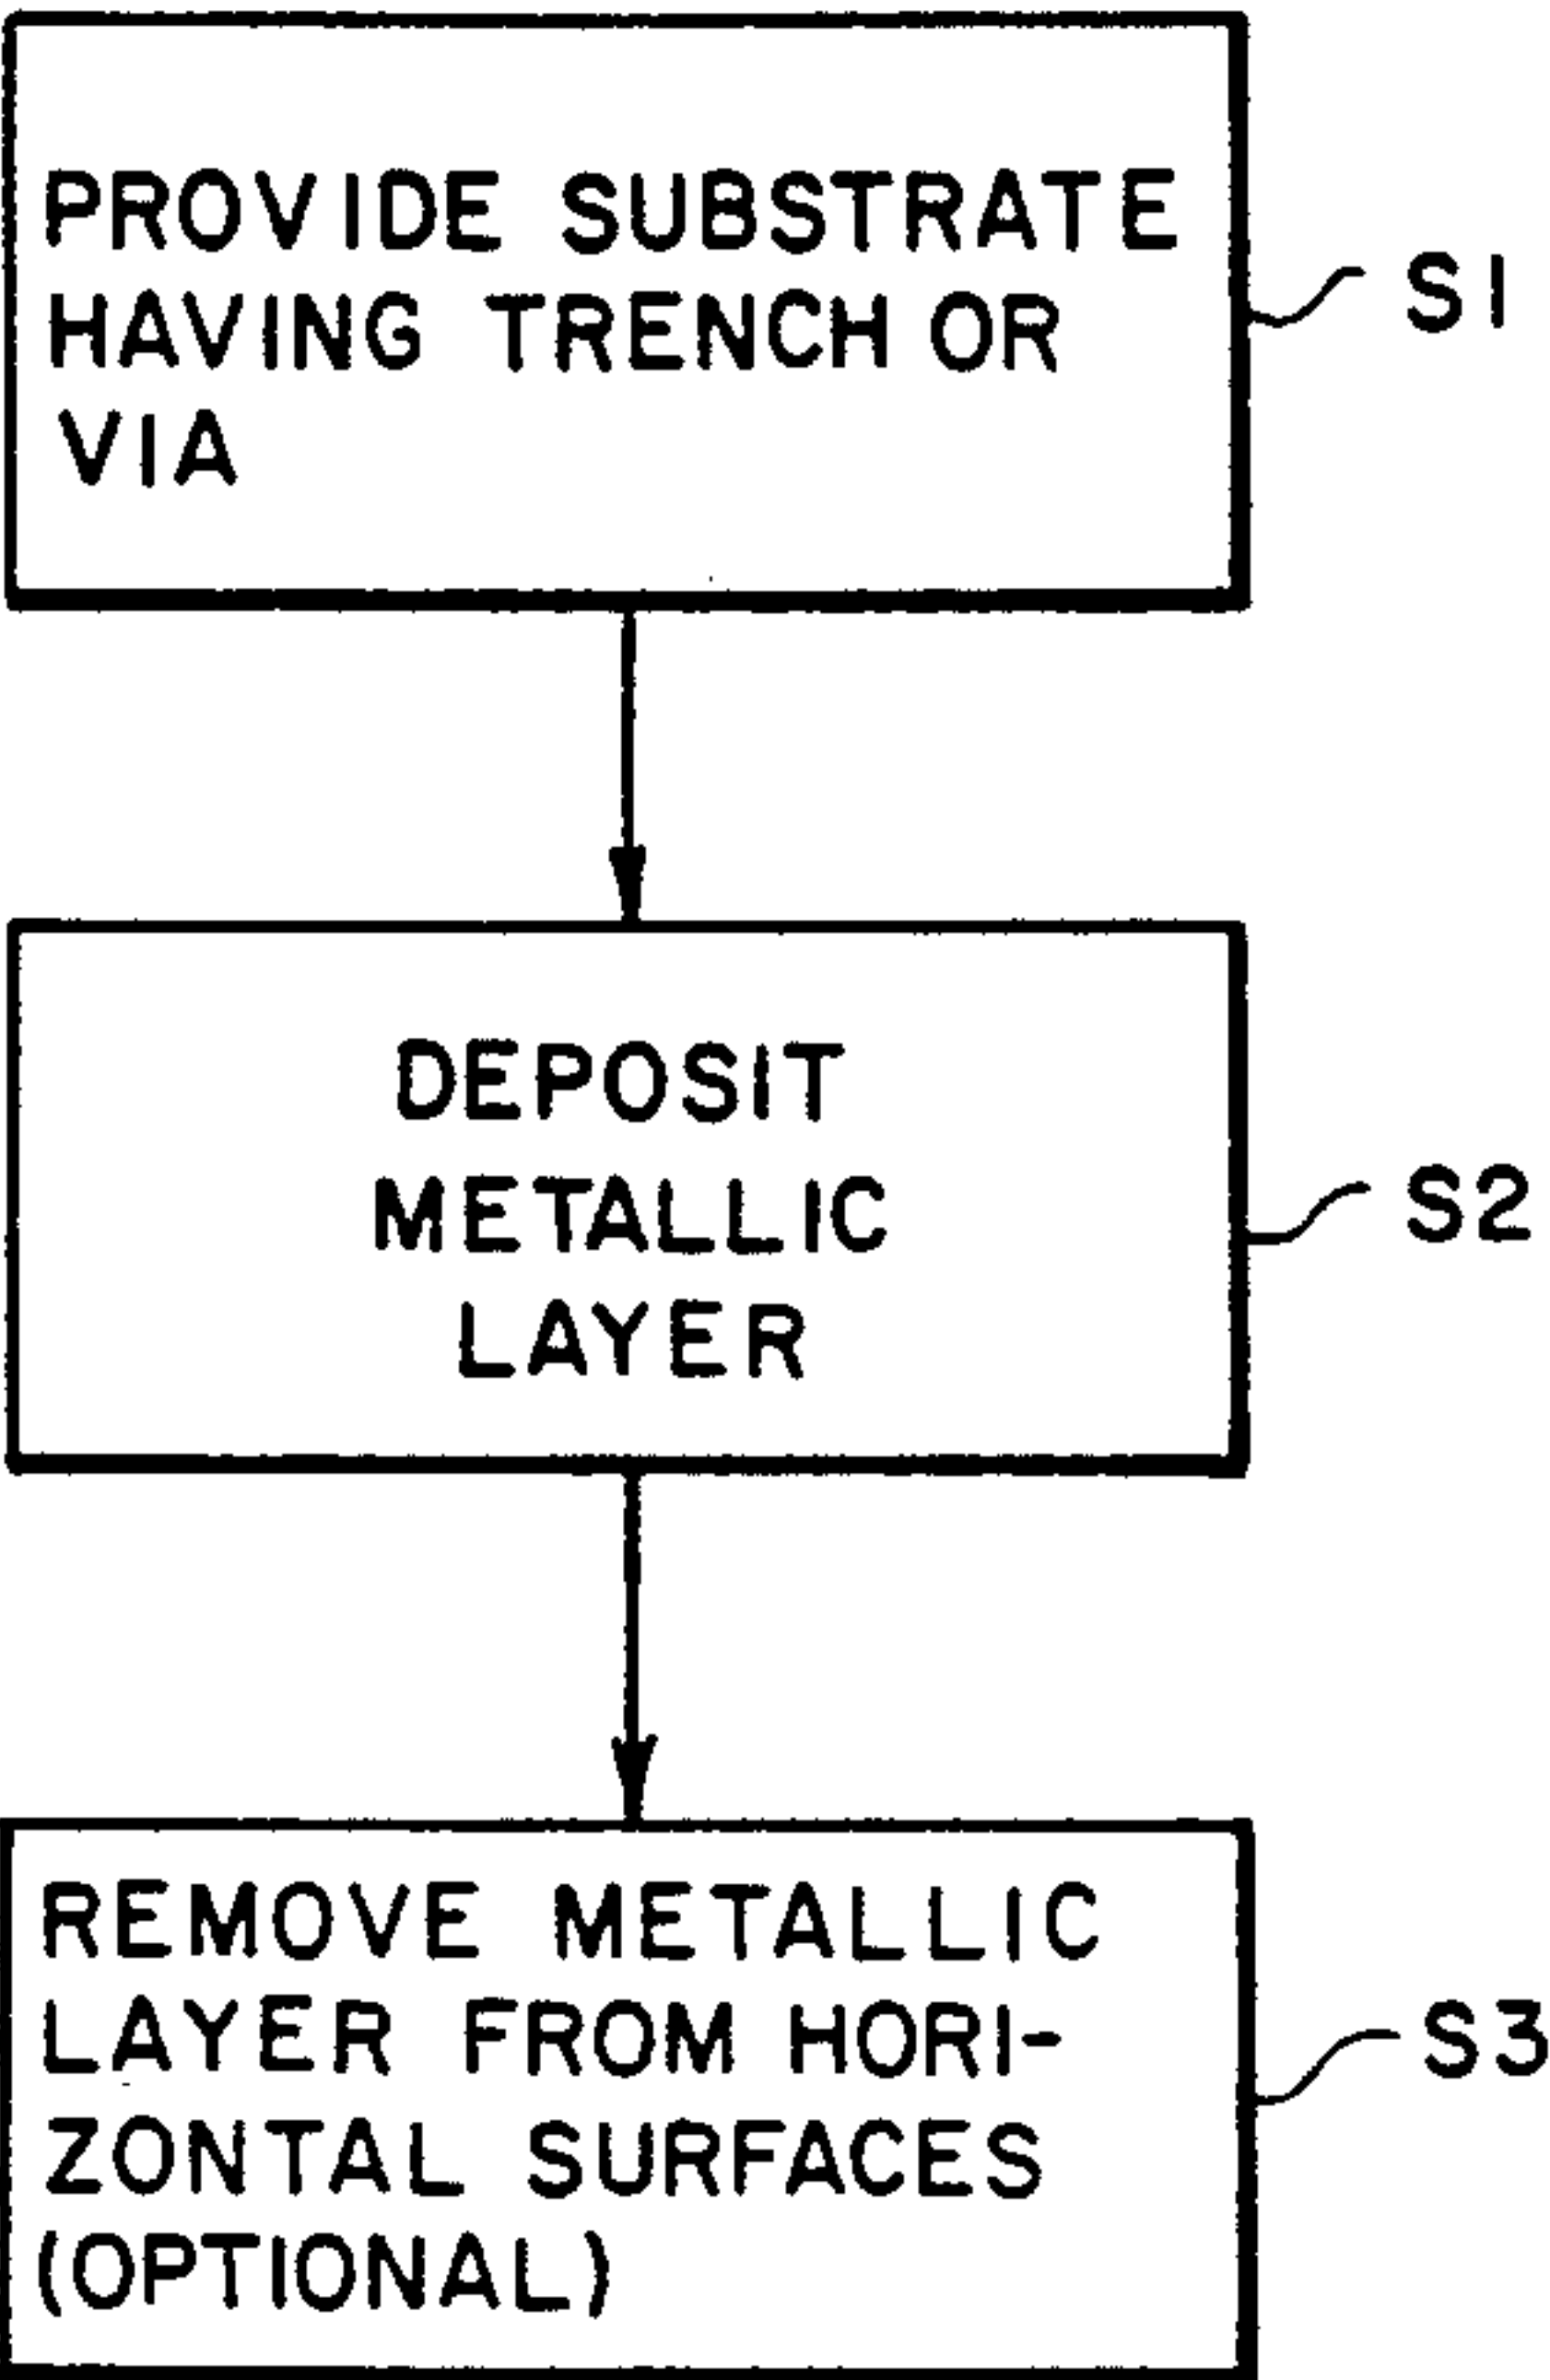 PROVIDE SUBSTRATE
HAVING TRENCH OR
VIA
S1
DEPOSIT
METALLIC
LAYER
S2
REMOVE METALLIC
LAYER FROM HORI-
ZONTAL SURFACES
(OPTIONAL)
S3